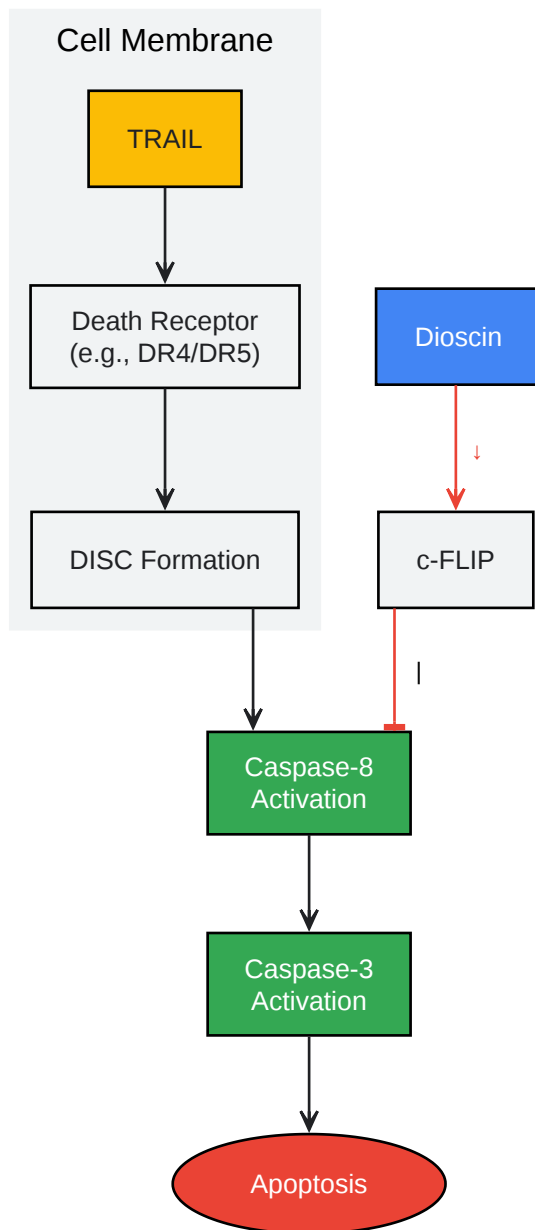 Cell Membrane
TRAIL
Death Receptor
(e.g., DR4/DR5)
Dioscin
↓
DISC Formation
c-FLIP
|
Caspase-8
Activation
Caspase-3
Activation
Apoptosis